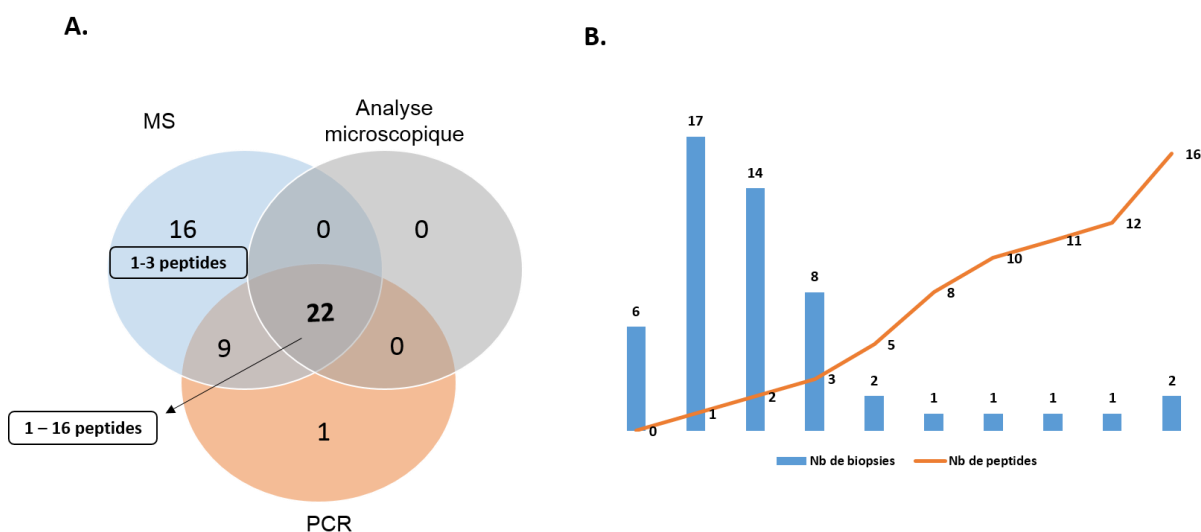 A.
MS
Analyse
microscopique
16
0
0
1-3 peptides
22
9
0
1 – 16 peptides
1
PCR
B.
17
14
8
6
2
1
1
1
1
2
0
1
2
3
5
8
10
11
12
16
Nb de biopsies
Nb de peptides